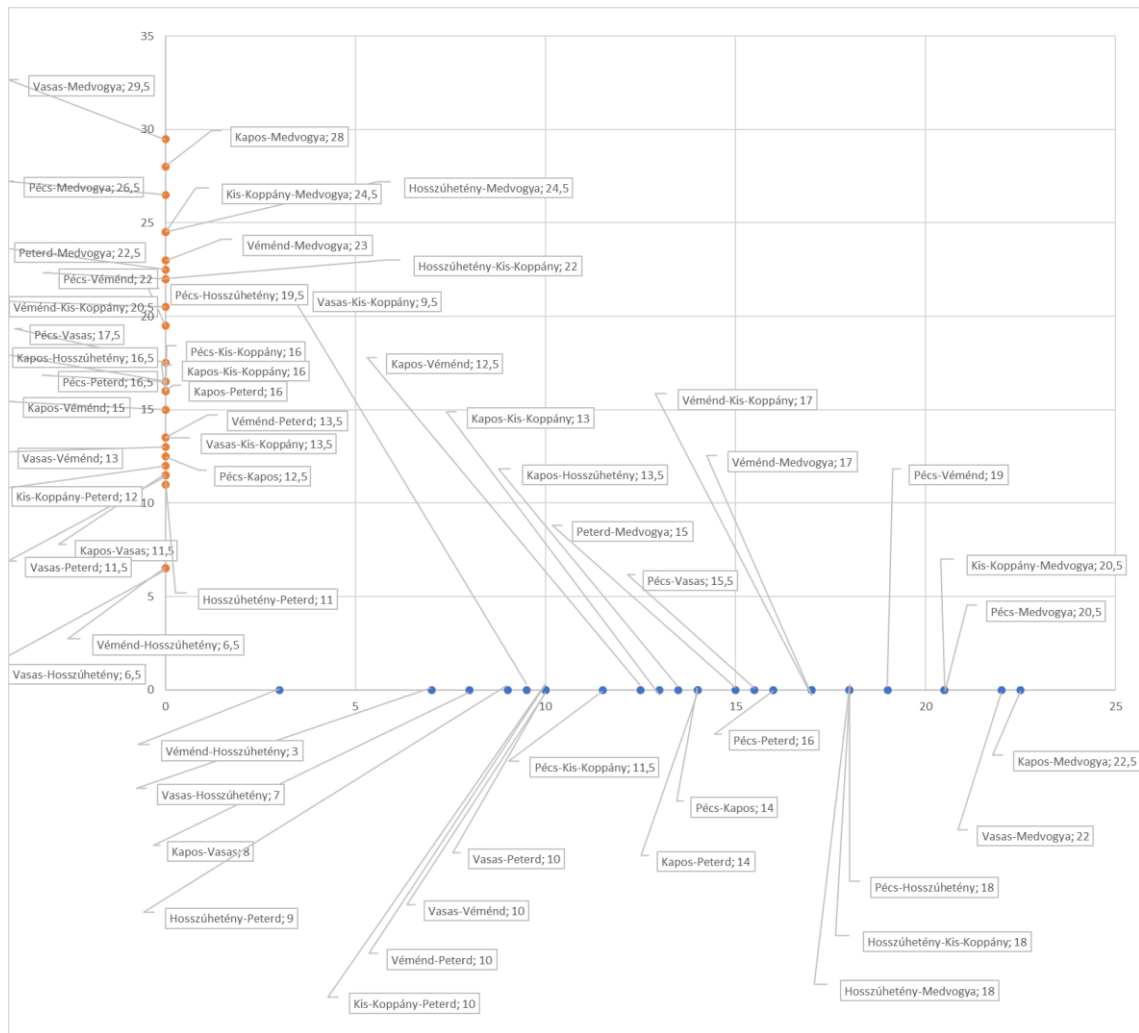 35
Vasas-Medvogya; 29,5
30
Kapos-Medvogya; 28
Pécs-Medvogya; 26,5
Kis-Koppány-Medvogya; 24,5
Hosszúhetény-Medvogya; 24,5
25
Peterd-Medvogya; 22,5
Véménd-Medvogya; 23
Hosszúhetény-Kis-Koppány; 22
Pécs-Véménd; 22
Pécs-Hosszúhetény; 19,5
Vasas-Kis-Koppány; 9,5
Véménd-Kis-Koppány; 20,5
20
Pécs-Vasas; 17,5
Kapos-Hosszúhetény; 16,5
Pécs-Kis-Koppány; 16
Kapos-Véménd; 12,5
Kapos-Kis-Koppány; 16
Pécs-Peterd; 16,5
Kapos-Peterd; 16
Véménd-Kis-Koppány; 17
Kapos-Véménd; 15
15
Véménd-Peterd; 13,5
Kapos-Kis-Koppány; 13
Vasas-Kis-Koppány; 13,5
Vasas-Véménd; 13
Véménd-Medvogya; 17
Pécs-Kapos; 12,5
Kapos-Hosszúhetény; 13,5
Pécs-Véménd; 19
Kis-Koppány-Peterd; 12
10
Peterd-Medvogya; 15
Kapos-Vasas; 11,5
Vasas-Peterd; 11,5
Kis-Koppány-Medvogya; 20,5
Pécs-Vasas; 15,5
Hosszúhetény-Peterd; 11
5
Pécs-Medvogya; 20,5
Véménd-Hosszúhetény; 6,5
Vasas-Hosszúhetény; 6,5
0
0 5 10 15 20 25
Véménd-Hosszúhetény; 3
Pécs-Peterd; 16
Kapos-Medvogya; 22,5
Pécs-Kis-Koppány; 11,5
Vasas-Hosszúhetény; 7
Pécs-Kapos; 14
Vasas-Medvogya; 22
Kapos-Vasas; 8
Vasas-Peterd; 10
Kapos-Peterd; 14
Pécs-Hosszúhetény; 18
Vasas-Véménd; 10
Hosszúhetény-Peterd; 9
Hosszúhetény-Kis-Koppány; 18
Véménd-Peterd; 10
Hosszúhetény-Medvogya; 18
Kis-Koppány-Peterd; 10